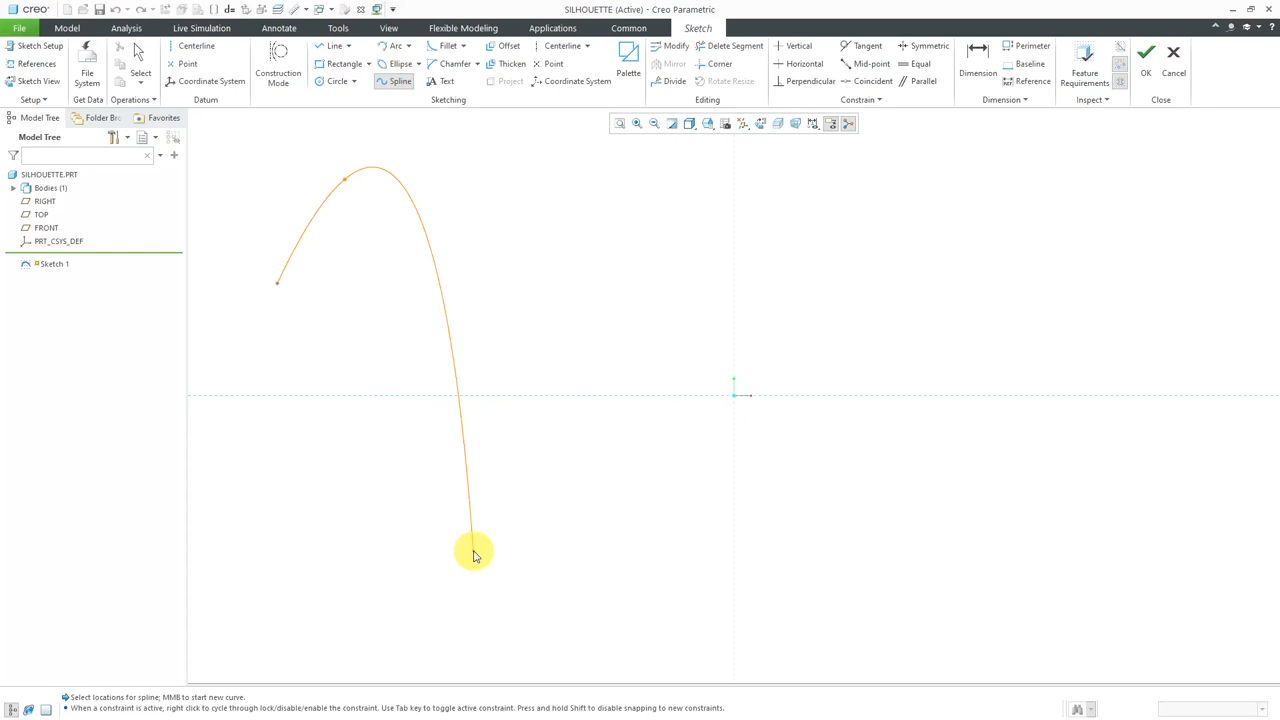 creo
SILHOUETTE (Active) - Creo Parametric
File Model Analysis Live Simulation Annotate Tools View Flexible Modeling Applications Common Sketch
Sketch Setup
References
Sketch View
Setup
File System
Get Data
Select
Operations
Centerline
Point
Coordinate System
Datum
Construction Mode
Line Arc Fillet Offset Centerline
Rectangle Ellipse Chamfer Thicken Point
Circle Spline Text Project Coordinate System
Palette
Sketching
Modify Delete Segment
Mirror Corner
Divide Rotate Resize
Editing
Vertical Tangent Symmetric
Horizontal Mid-point Equal
Perpendicular Coincident Parallel
Constrain
Dimension
Perimeter
Baseline
Reference
Dimension
Feature Requirements
Inspect
OK Cancel
Close
Model Tree Folder Bro Favorites
Model Tree
SILHOUETTE.PRT
Bodies (1)
RIGHT
TOP
FRONT
PRT_CSYS_DEF
Sketch 1
Select locations for spline; MMB to start new curve.
When a constraint is active, right click to cycle through lock/disable/enable the constraint. Use Tab key to toggle active constraint. Press and hold Shift to disable snapping to new constraints.